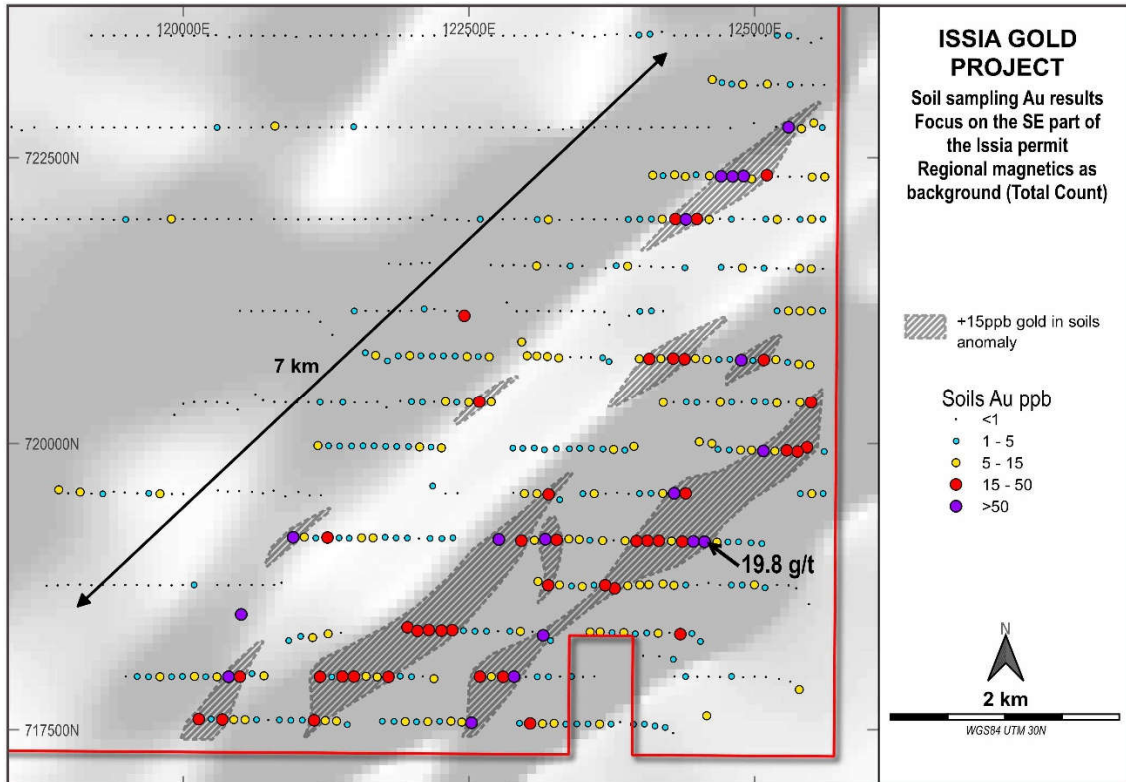 120000E
122500E
125000E
722500N
720000N
717500N
7 km
19.8 g/t
ISSIA GOLD
PROJECT
Soil sampling Au results
Focus on the SE part of
the Issia permit
Regional magnetics as
background (Total Count)
+15ppb gold in soils
anomaly
Soils Au ppb
<1
1 - 5
5 - 15
15 - 50
>50
N
2 km
WGS84 UTM 30N